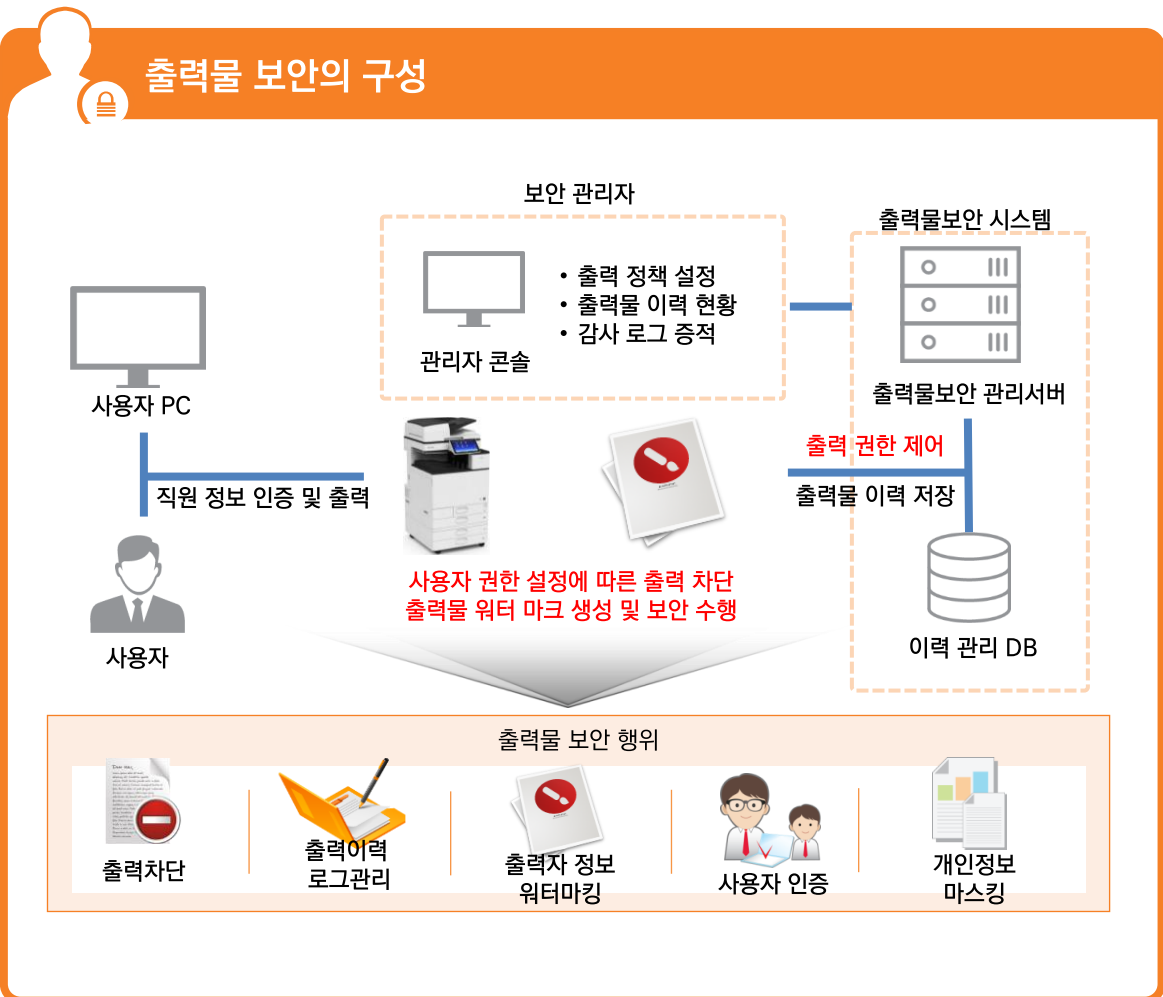 출력물 보안의 구성
보안 관리자
출력물보안 시스템
• 출력 정책 설정
• 출력물 이력 현황
• 감사 로그 증적
관리자 콘솔
사용자 PC
출력물보안 관리서버
출력 권한 제어
직원 정보 인증 및 출력
출력물 이력 저장
사용자 권한 설정에 따른 출력 차단
출력물 워터 마크 생성 및 보안 수행
사용자
이력 관리 DB
출력물 보안 행위
출력차단
출력이력
로그관리
출력자 정보
워터마킹
사용자 인증
개인정보
마스킹